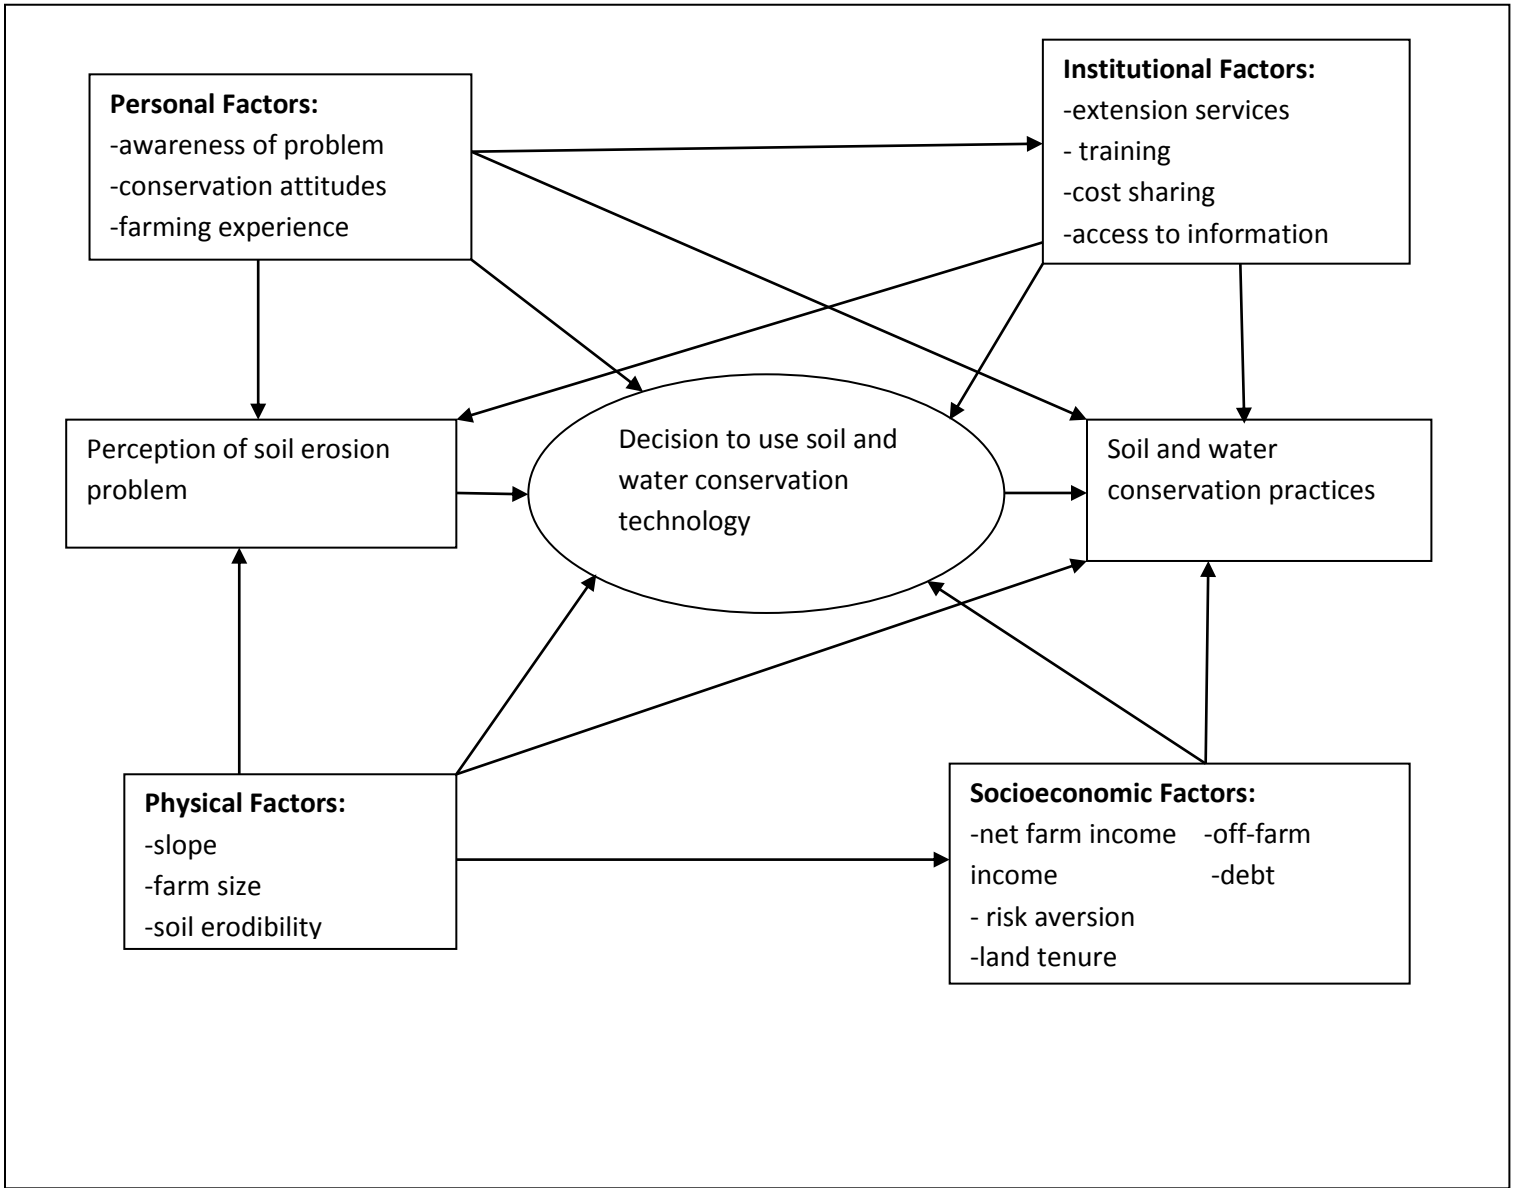 Personal Factors:
-awareness of problem
-conservation attitudes
-farming experience
Institutional Factors:
-extension services
- training
-cost sharing
-access to information
Perception of soil erosion
problem
Decision to use soil and
water conservation
technology
Soil and water
conservation practices
Physical Factors:
-slope
-farm size
-soil erodibility
Socioeconomic Factors:
-net farm income -off-farm
income -debt
- risk aversion
-land tenure